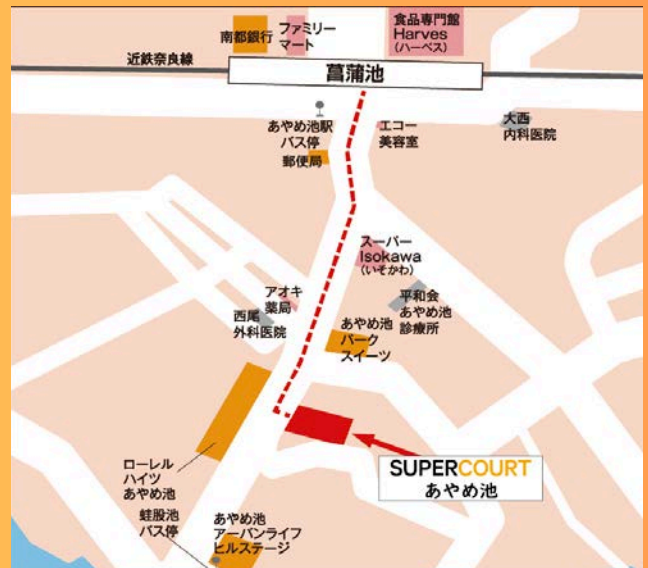 南都銀行
ファミリー
マート
食品専門館
Harves
(ハーベス)
近鉄奈良線
菖蒲池
あやめ池駅
バス停
郵便局
エコー
美容室
大西
内科医院
スーパー
Isokawa
(いそかわ)
アオキ
薬局
西尾
外科医院
平和会
あやめ池
診療所
あやめ池
パーク
スイーツ
SUPERCOURT
あやめ池
ローレル
ハイツ
あやめ池
蛙股池
バス停
あやめ池
アーバンライフ
ヒルステージ